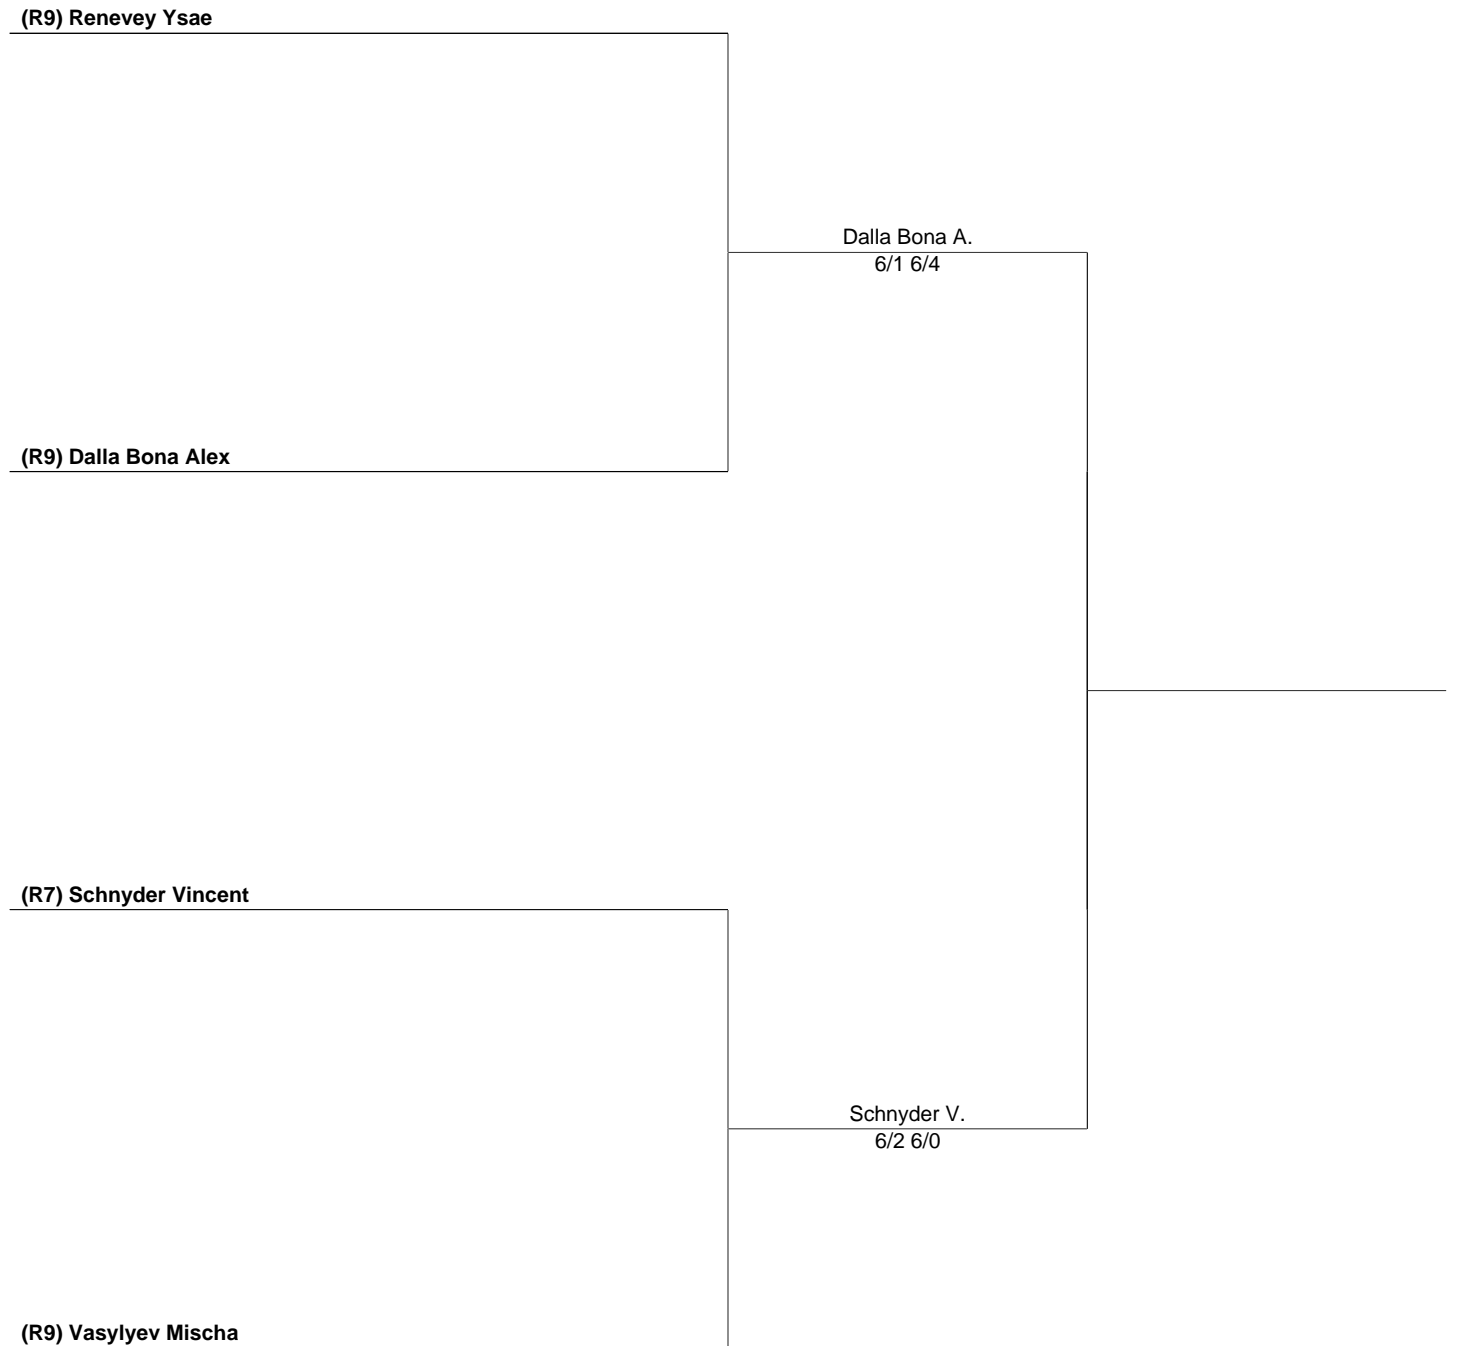 (R9) Renevey Ysae
Dalla Bona A.
6/1 6/4
(R9) Dalla Bona Alex
(R7) Schnyder Vincent
Schnyder V.
6/2 6/0
(R9) Vasylyev Mischa